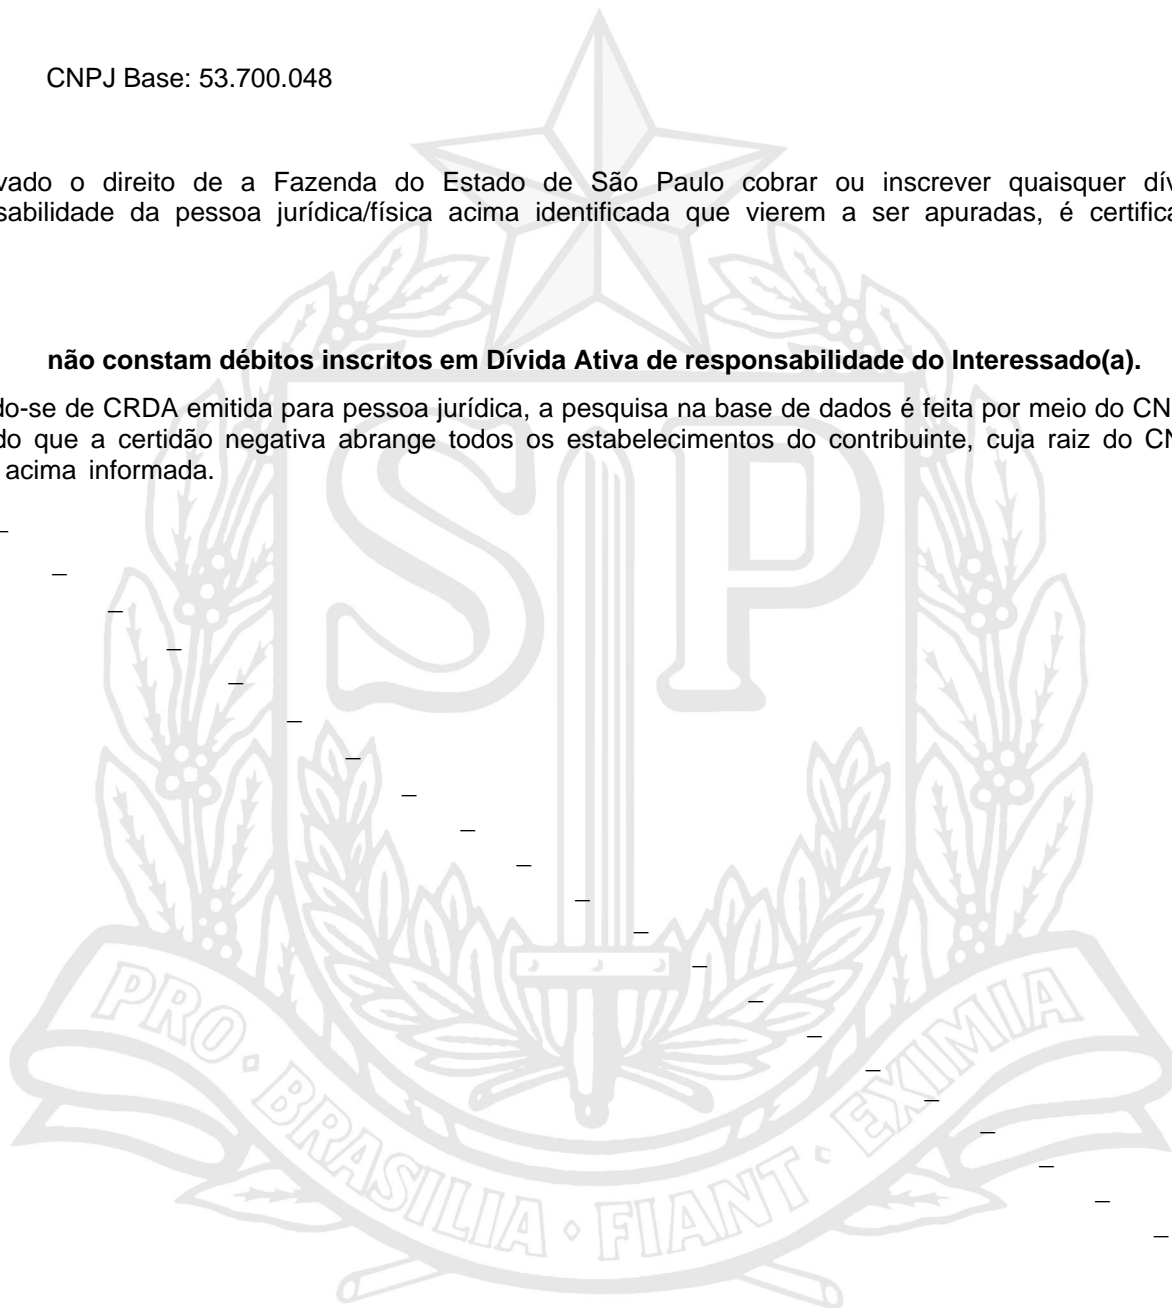 CNPJ Base: 53.700.048
vado o direito de a Fazenda do Estado de São Paulo cobrar ou inscrever quaisquer dív
sabilidade da pessoa jurídica/física acima identificada que vierem a ser apuradas, é certifica
não constam débitos inscritos em Dívida Ativa de responsabilidade do Interessado(a).
do-se de CRDA emitida para pessoa jurídica, a pesquisa na base de dados é feita por meio do CN
do que a certidão negativa abrange todos os estabelecimentos do contribuinte, cuja raiz do CN
acima informada.
SP
PRO • BRASILIA • FIANT • EXIMIA